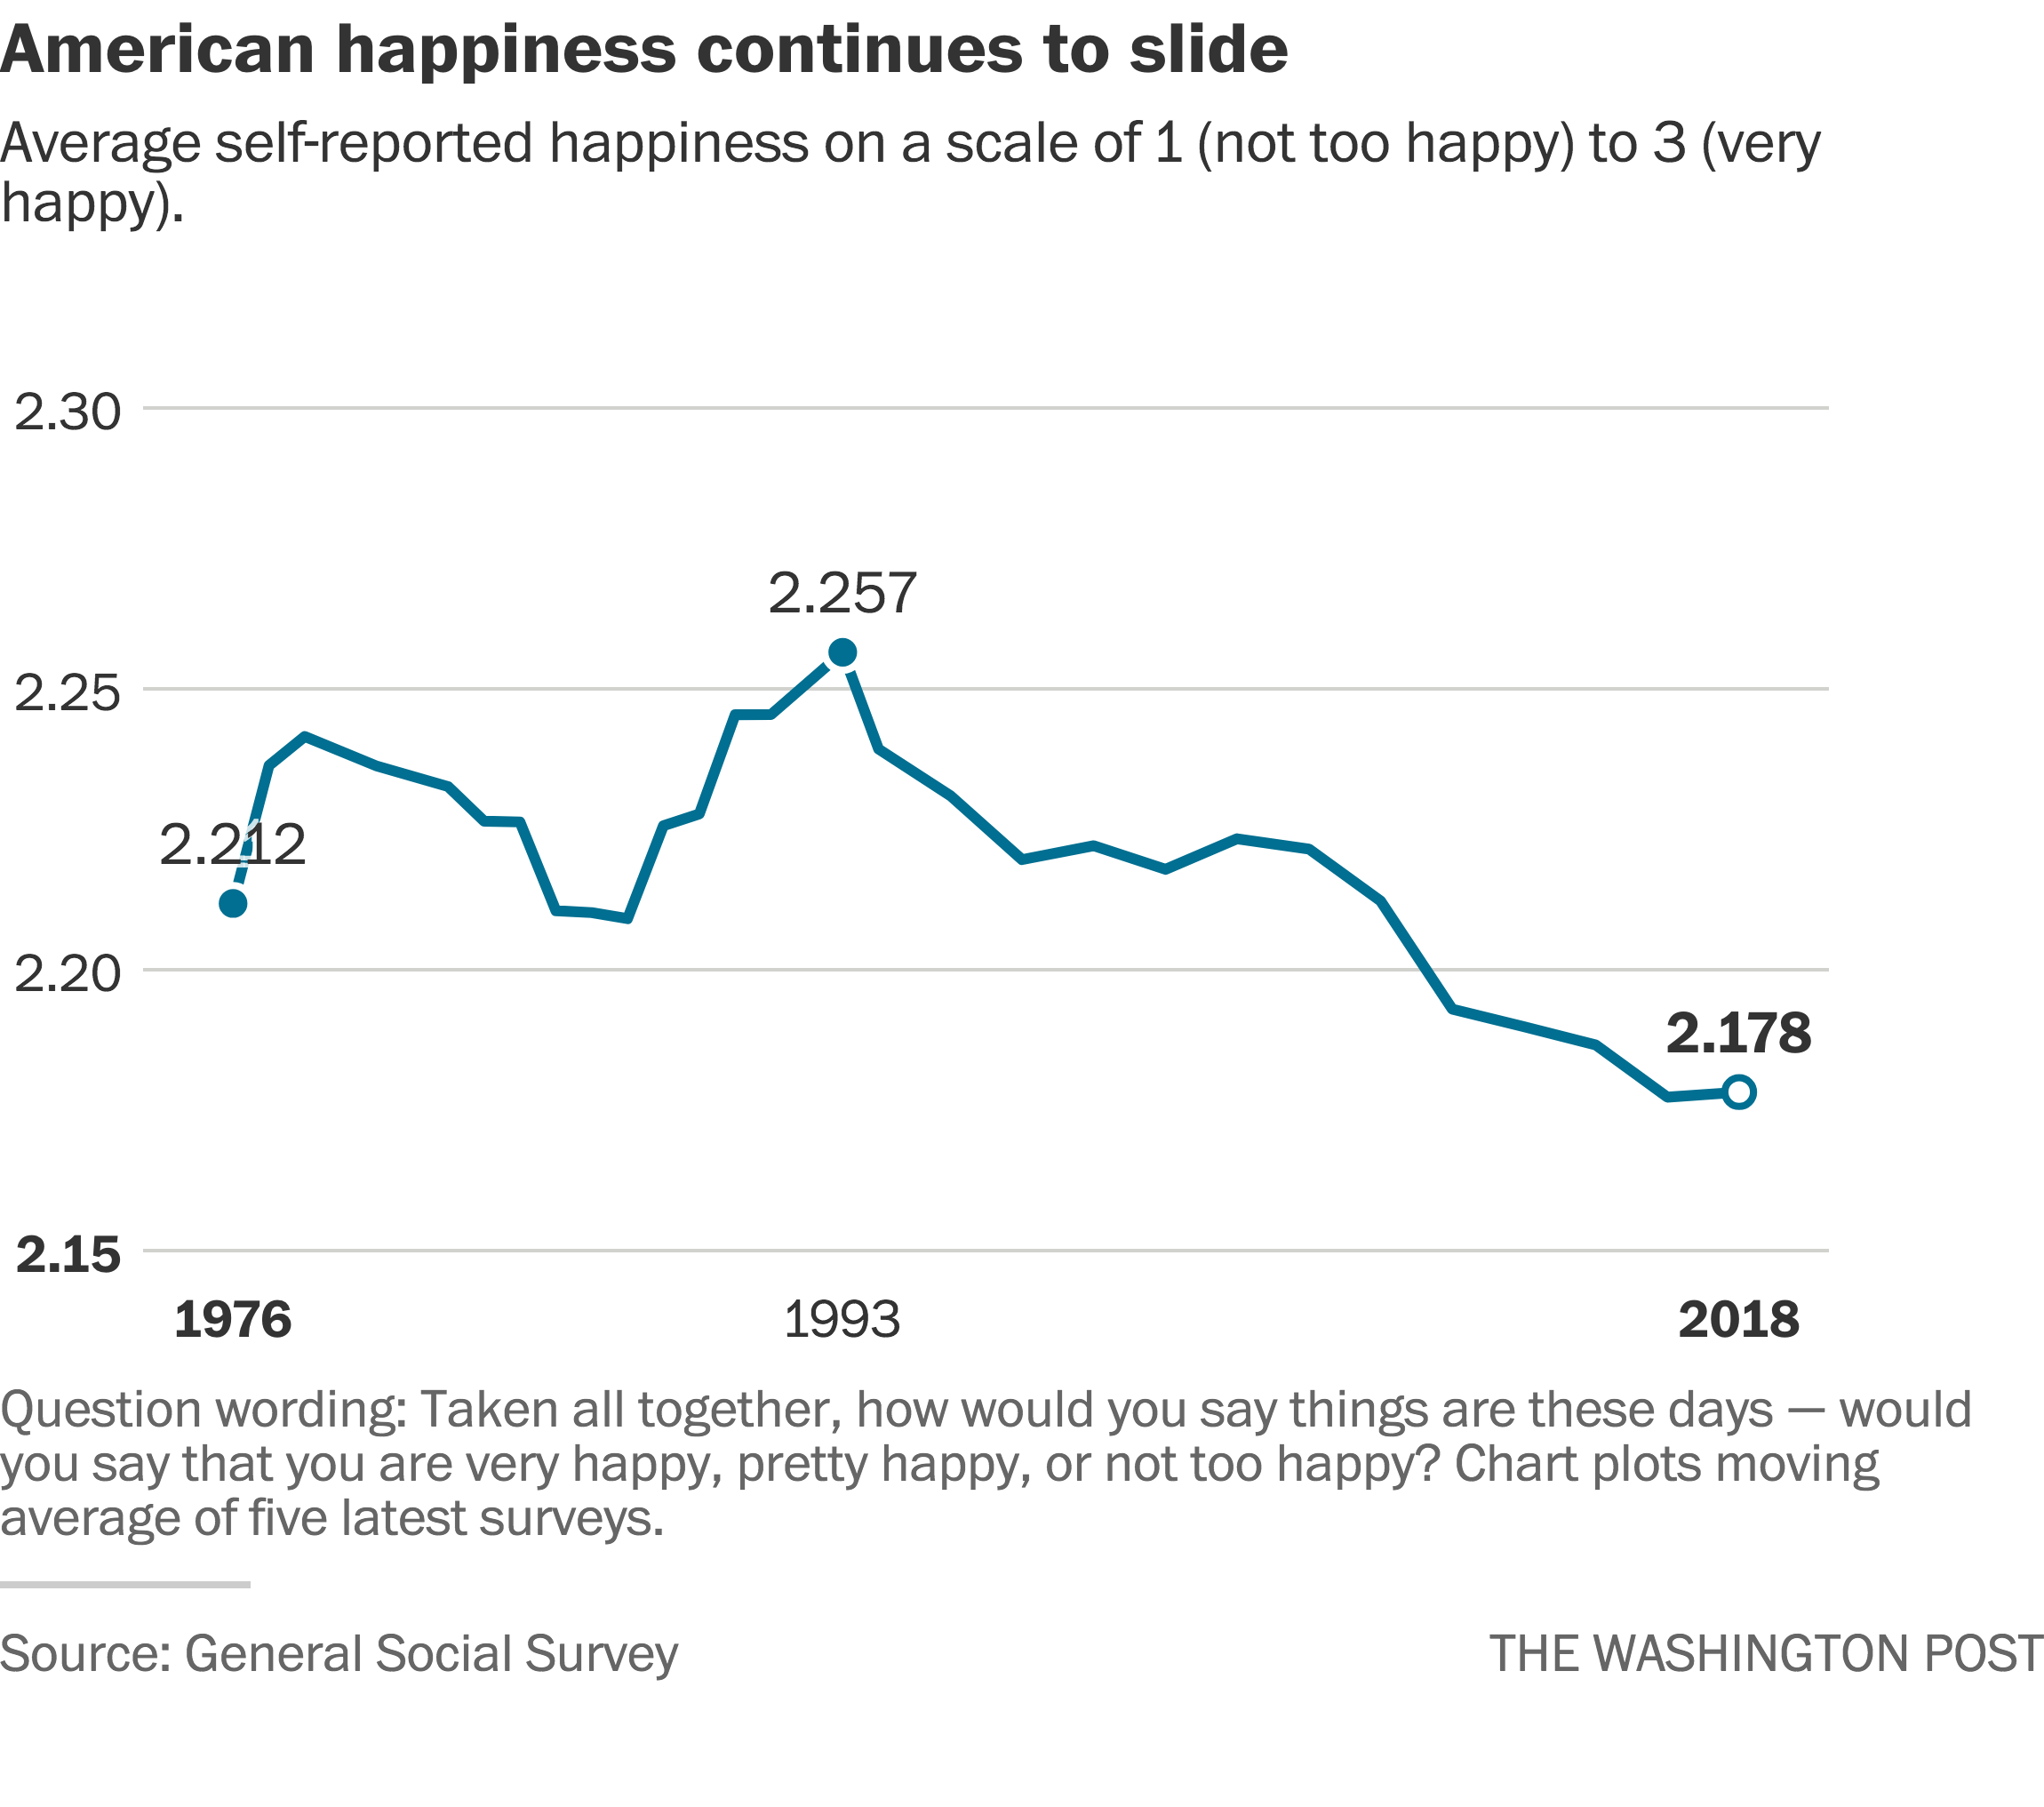 American happiness continues to slide
Average self-reported happiness on a scale of 1 (not too happy) to 3 (very
happy).
2.30
2.257
2.25
2.212
2.20
2.178
2.15
1976 1993 2018
Question wording: Taken all together, how would you say things are these days — would
you say that you are very happy, pretty happy, or not too happy? Chart plots moving
average of five latest surveys.
Source: General Social Survey THE WASHINGTON POST